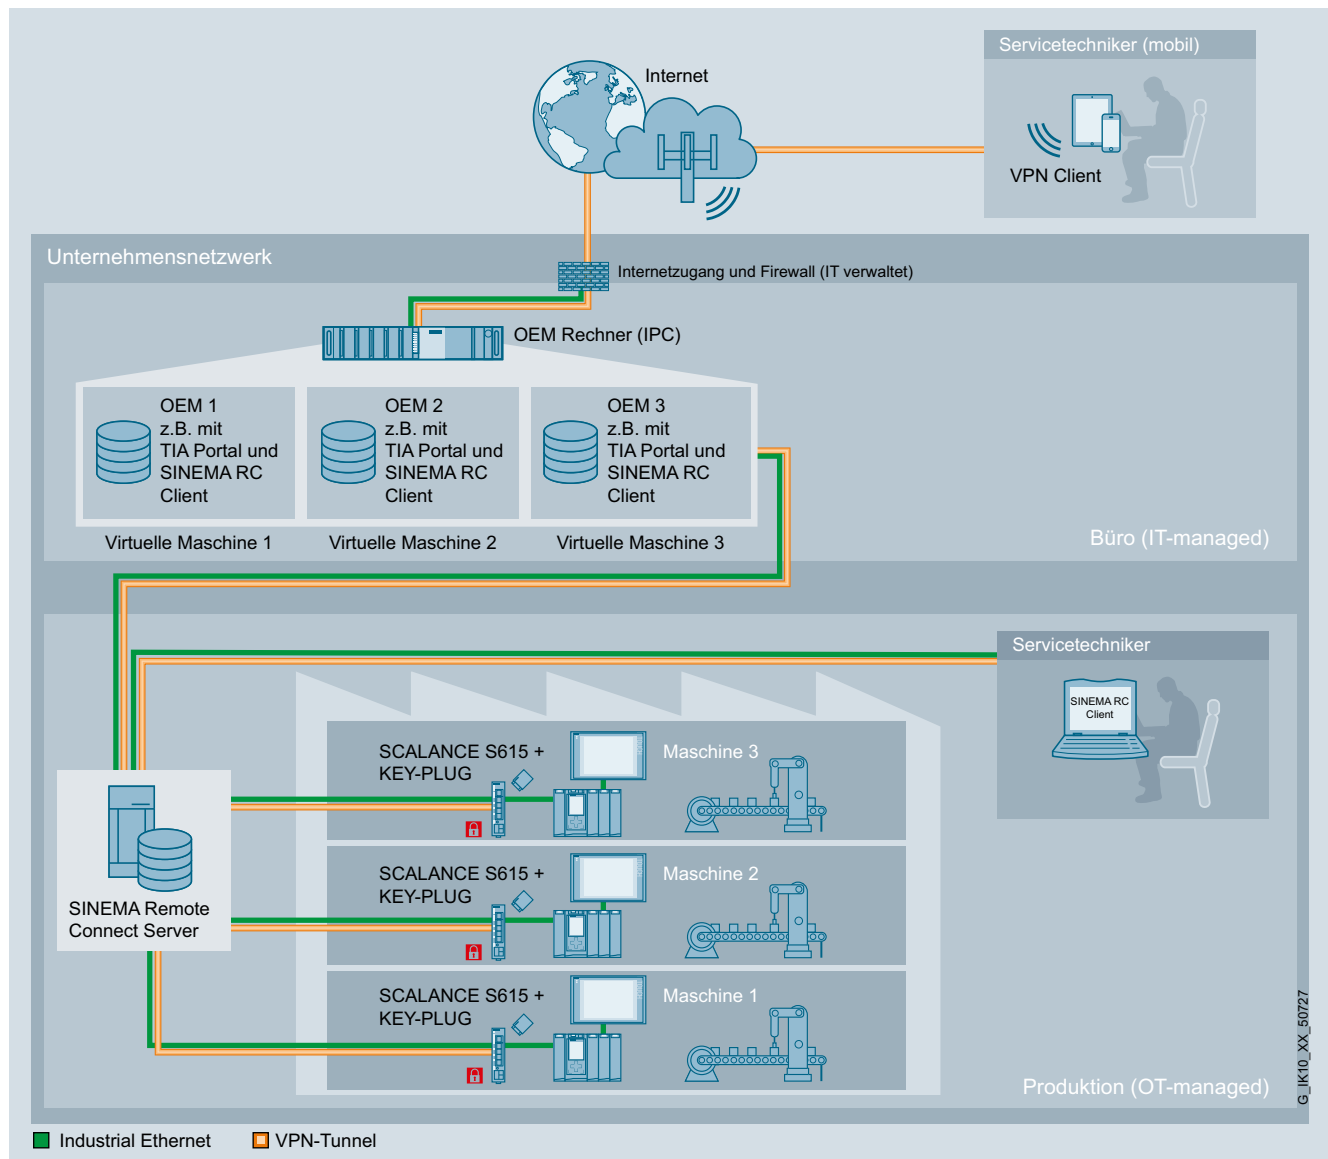 Servicetechniker (mobil)
Internet
VPN Client
Unternehmensnetzwerk
Internetzugang und Firewall (IT verwaltet)
OEM Rechner (IPC)
OEM 1
z.B. mit
TIA Portal und
SINEMA RC
Client
OEM 2
z.B. mit
TIA Portal und
SINEMA RC
Client
OEM 3
z.B. mit
TIA Portal und
SINEMA RC
Client
Virtuelle Maschine 1
Virtuelle Maschine 2
Virtuelle Maschine 3
Büro (IT-managed)
Servicetechniker
SINEMA RC
Client
SCALANCE S615 +
KEY-PLUG
Maschine 3
SCALANCE S615 +
KEY-PLUG
Maschine 2
SINEMA Remote
Connect Server
SCALANCE S615 +
KEY-PLUG
Maschine 1
Produktion (OT-managed)
G_IK10_XX_50727
Industrial Ethernet
VPN-Tunnel